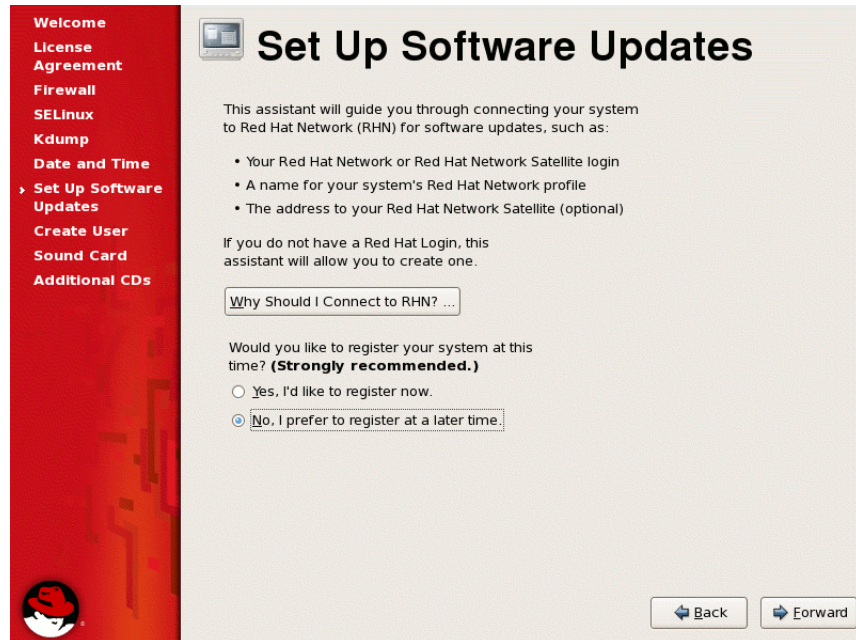 Welcome
License
Agreement
Firewall
SELinux
Kdump
Date and Time
Set Up Software
Updates
Create User
Sound Card
Additional CDs
Set Up Software Updates
This assistant will guide you through connecting your system
to Red Hat Network (RHN) for software updates, such as:
• Your Red Hat Network or Red Hat Network Satellite login
• A name for your system's Red Hat Network profile
• The address to your Red Hat Network Satellite (optional)
If you do not have a Red Hat Login, this
assistant will allow you to create one.
Why Should I Connect to RHN? ...
Would you like to register your system at this
time? (Strongly recommended.)
Yes, I'd like to register now.
No, I prefer to register at a later time.
Back
Forward